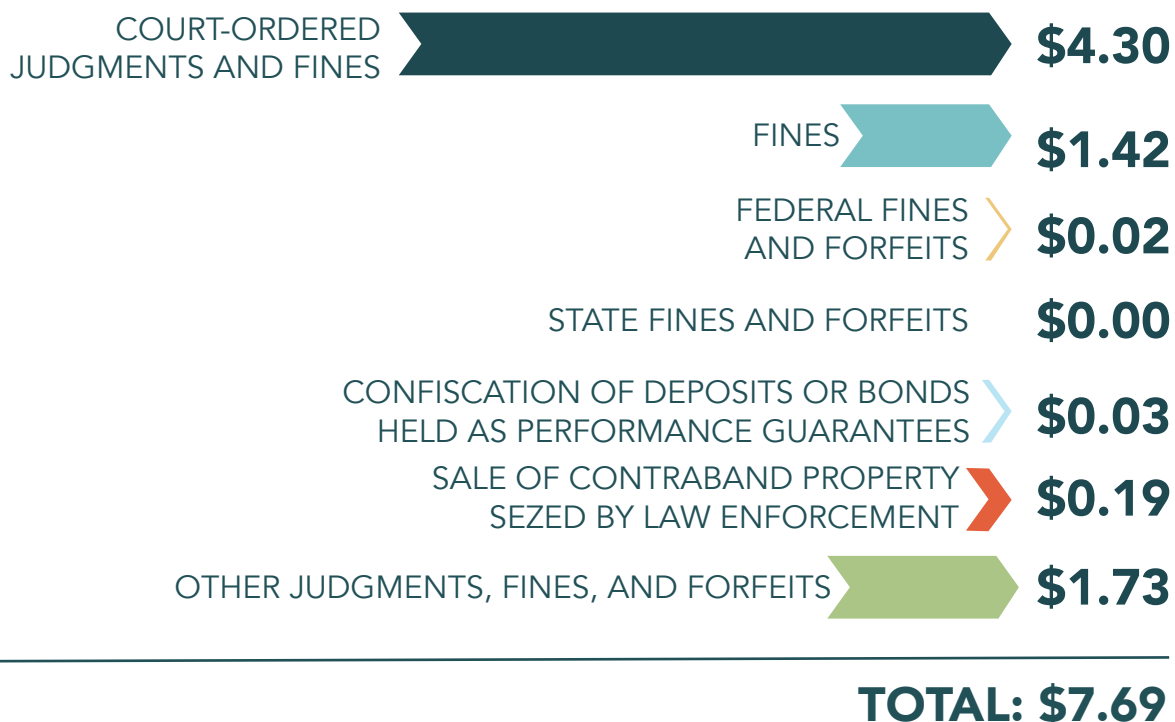 COURT-ORDERED
JUDGMENTS AND FINES
$4.30
FINES
$1.42
FEDERAL FINES
AND FORFEITS
$0.02
STATE FINES AND FORFEITS
$0.00
CONFISCATION OF DEPOSITS OR BONDS
HELD AS PERFORMANCE GUARANTEES
$0.03
SALE OF CONTRABAND PROPERTY
SEZED BY LAW ENFORCEMENT
$0.19
OTHER JUDGMENTS, FINES, AND FORFEITS
$1.73
TOTAL: $7.69